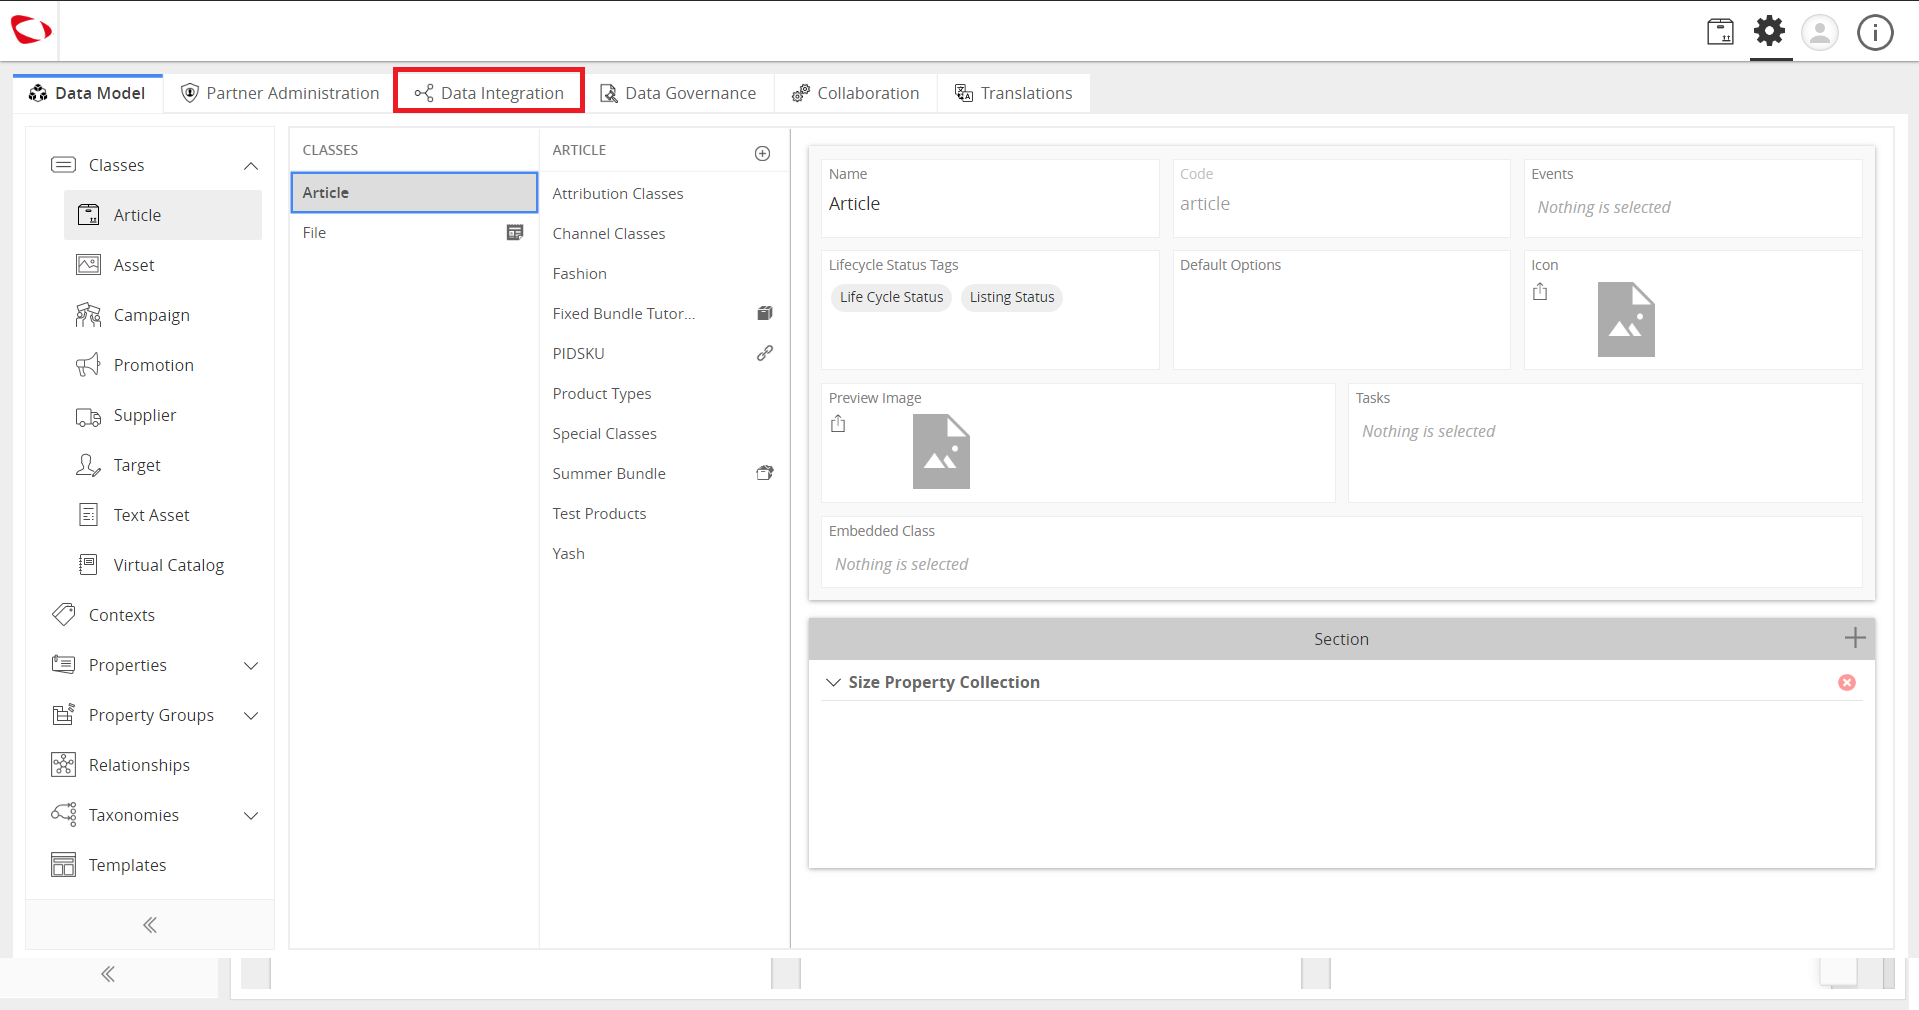 Data Model
Partner Administration
Data Integration
Data Governance
Collaboration
Translations
Classes
Article
Asset
Campaign
Promotion
Supplier
Target
Text Asset
Virtual Catalog
Contexts
Properties
Property Groups
Relationships
Taxonomies
Templates
CLASSES
Article
File
ARTICLE
Attribution Classes
Channel Classes
Fashion
Fixed Bundle Tutor...
PIDSKU
Product Types
Special Classes
Summer Bundle
Test Products
Yash
Name
Article
Code
article
Events
Nothing is selected
Lifecycle Status Tags
Life Cycle Status
Listing Status
Default Options
Icon
Preview Image
Tasks
Nothing is selected
Embedded Class
Nothing is selected
Section
Size Property Collection